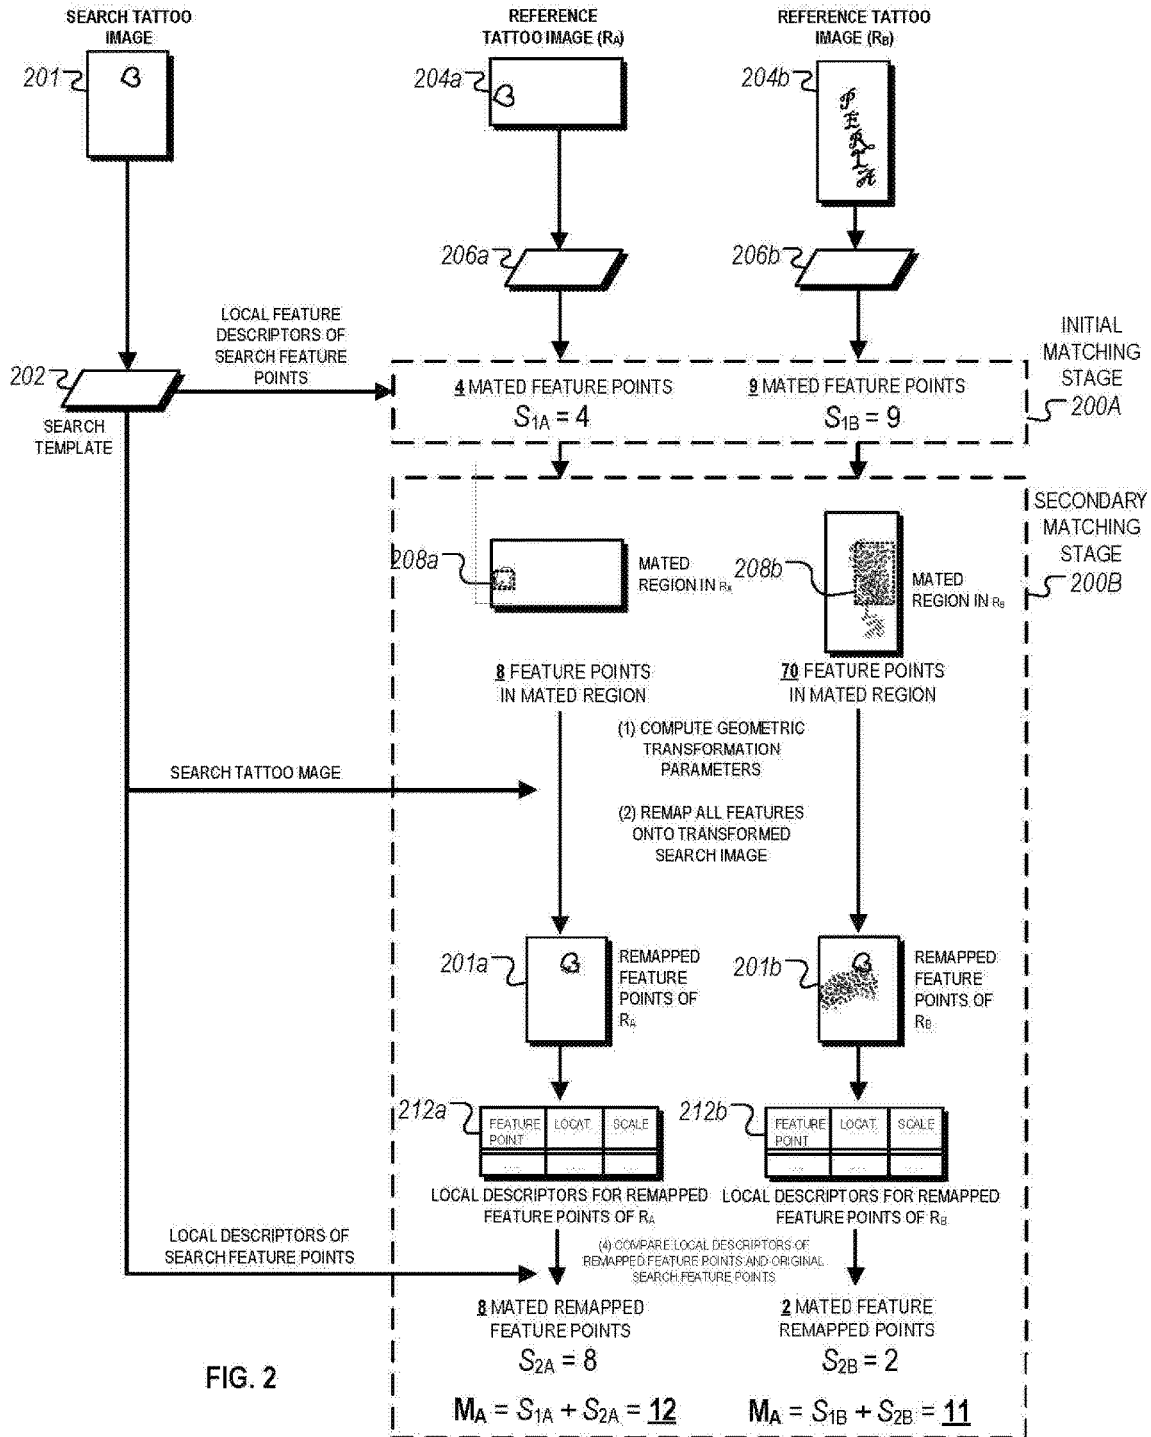 SEARCH TATTOO
IMAGE
REFERENCE
TATTOO IMAGE (RA)
REFERENCE TATTOO
IMAGE (RB)
201
204a
204b
206a
206b
LOCAL FEATURE
DESCRIPTORS OF
SEARCH FEATURE
POINTS
202
SEARCH
TEMPLATE
4 MATED FEATURE POINTS
S1A = 4
9 MATED FEATURE POINTS
S1B = 9
INITIAL
MATCHING
STAGE
200A
SECONDARY
MATCHING
STAGE
200B
208a
MATED
REGION IN RA
208b
MATED
REGION IN RB
8 FEATURE POINTS
IN MATED REGION
70 FEATURE POINTS
IN MATED REGION
(1) COMPUTE GEOMETRIC
TRANSFORMATION
PARAMETERS
SEARCH TATTOO MAGE
(2) REMAP ALL FEATURES
ONTO TRANSFORMED
SEARCH IMAGE
201a
REMAPPED
FEATURE
POINTS OF
RA
201b
REMAPPED
FEATURE
POINTS OF
RB
212a
FEATURE
POINT
LOCAT.
SCALE
212b
FEATURE
POINT
LOCAT.
SCALE
LOCAL DESCRIPTORS FOR REMAPPED
FEATURE POINTS OF RA
LOCAL DESCRIPTORS FOR REMAPPED
FEATURE POINTS OF RB
LOCAL DESCRIPTORS OF
SEARCH FEATURE POINTS
(4) COMPARE LOCAL DESCRIPTORS OF
REMAPPED FEATURE POINTS AND ORIGINAL
SEARCH FEATURE POINTS
8 MATED REMAPPED
FEATURE POINTS
S2A = 8
2 MATED FEATURE
REMAPPED POINTS
S2B = 2
FIG. 2
MA = S1A + S2A = 12
MA = S1B + S2B = 11